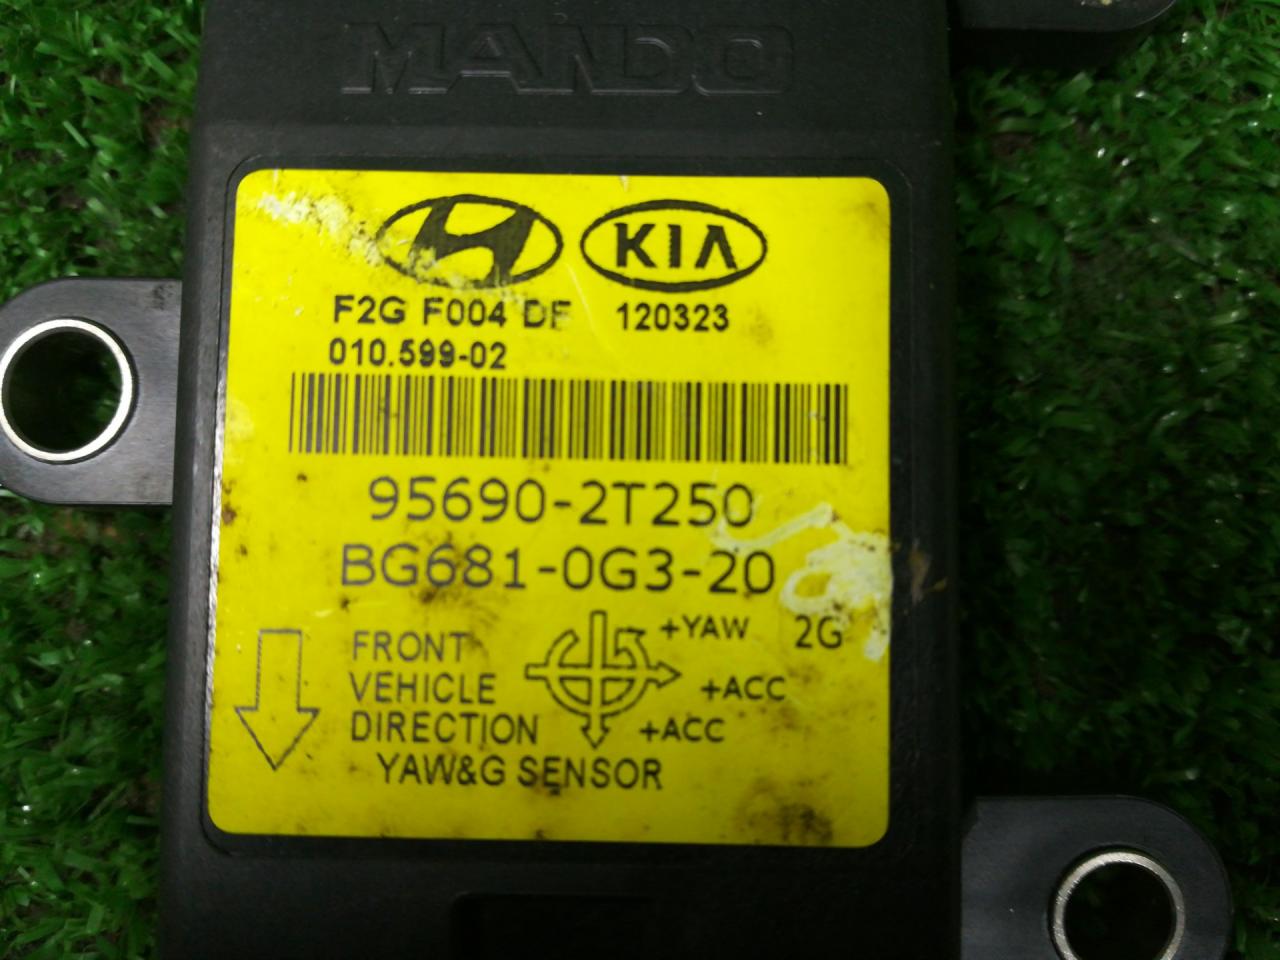 MANDO
KIA
F2G F004 DE 120323
010.599-02
95690-2T250
BG681-0G3-20
+YAW 2G
FRONT
VEHICLE +ACC
DIRECTION +ACC
YAW&G SENSOR